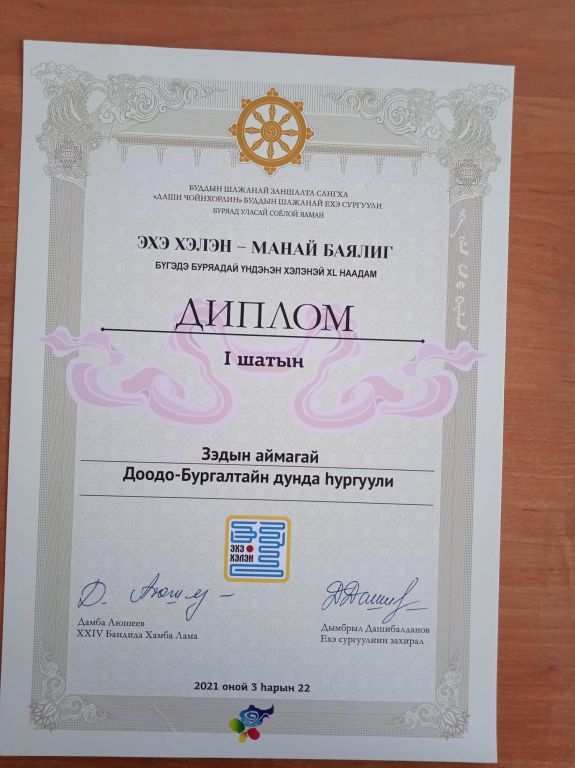 БУДДЫН ШАЖАНАЙ ЗАНШАЛТА САНГХА
«ДАШИ ЧОЙНХОРЛИН» БУДДЫН ШАЖАНАЙ ЕХЭ СУРГУУЛИ
БУРЯАД УЛАСАЙ СОЁЛОЙ ЯАМАН
ЭХЭ ХЭЛЭН – МАНАЙ БАЯЛИГ
БҮГЭДЭ БУРЯАДАЙ ҮНДЭҺЭН ХЭЛЭНЭЙ XL НААДАМ
ДИПЛОМ
I шатын
Зэдын аймагай
Доодо-Бургалтайн дунда һургуули
ЭХЭ
ХЭЛЭН
Дамба Аюшеев
XXIV Бандида Хамба Лама
Дымбрыл Дашибалданов
Ехэ сургуулиин захирал
2021 оной 3 һарын 22